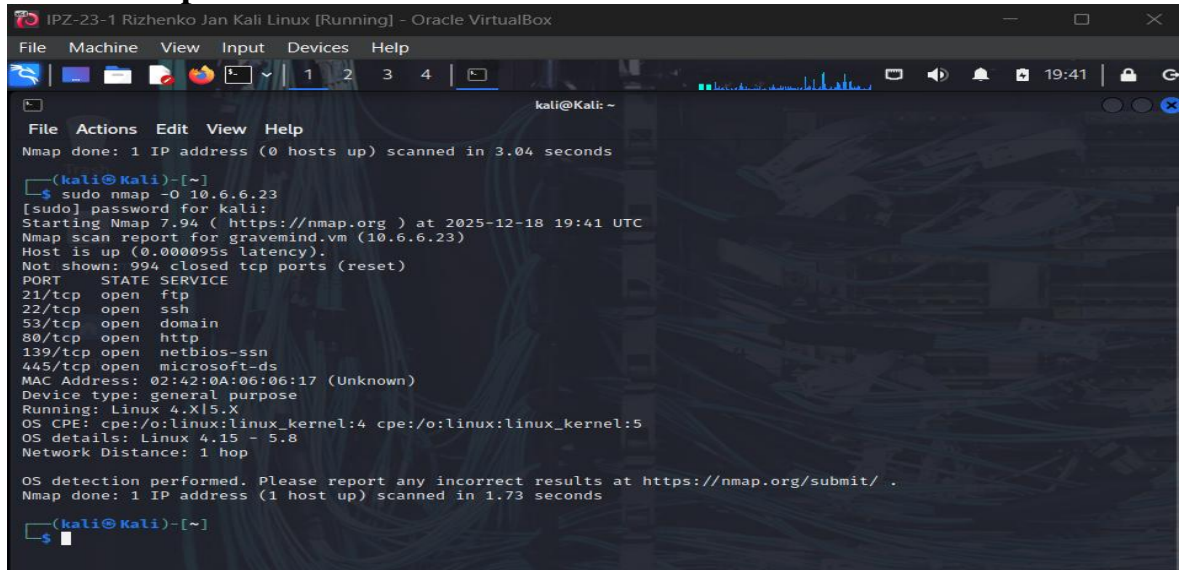 IPZ-23-1 Rizhenko Jan Kali Linux [Running] - Oracle VirtualBox
File Machine View Input Devices Help
1 2 3 4 19:41
kali@Kali: ~
File Actions Edit View Help
Nmap done: 1 IP address (0 hosts up) scanned in 3.04 seconds
(kali㉿Kali)-[~]
$ sudo nmap -O 10.6.6.23
[sudo] password for kali:
Starting Nmap 7.94 ( https://nmap.org ) at 2025-12-18 19:41 UTC
Nmap scan report for gravemind.vm (10.6.6.23)
Host is up (0.000095s latency).
Not shown: 994 closed tcp ports (reset)
PORT STATE SERVICE
21/tcp open ftp
22/tcp open ssh
53/tcp open domain
80/tcp open http
139/tcp open netbios-ssn
445/tcp open microsoft-ds
MAC Address: 02:42:0A:06:06:17 (Unknown)
Device type: general purpose
Running: Linux 4.X|5.X
OS CPE: cpe:/o:linux:linux_kernel:4 cpe:/o:linux:linux_kernel:5
OS details: Linux 4.15 - 5.8
Network Distance: 1 hop
OS detection performed. Please report any incorrect results at https://nmap.org/submit/ .
Nmap done: 1 IP address (1 host up) scanned in 1.73 seconds
(kali㉿Kali)-[~]
$